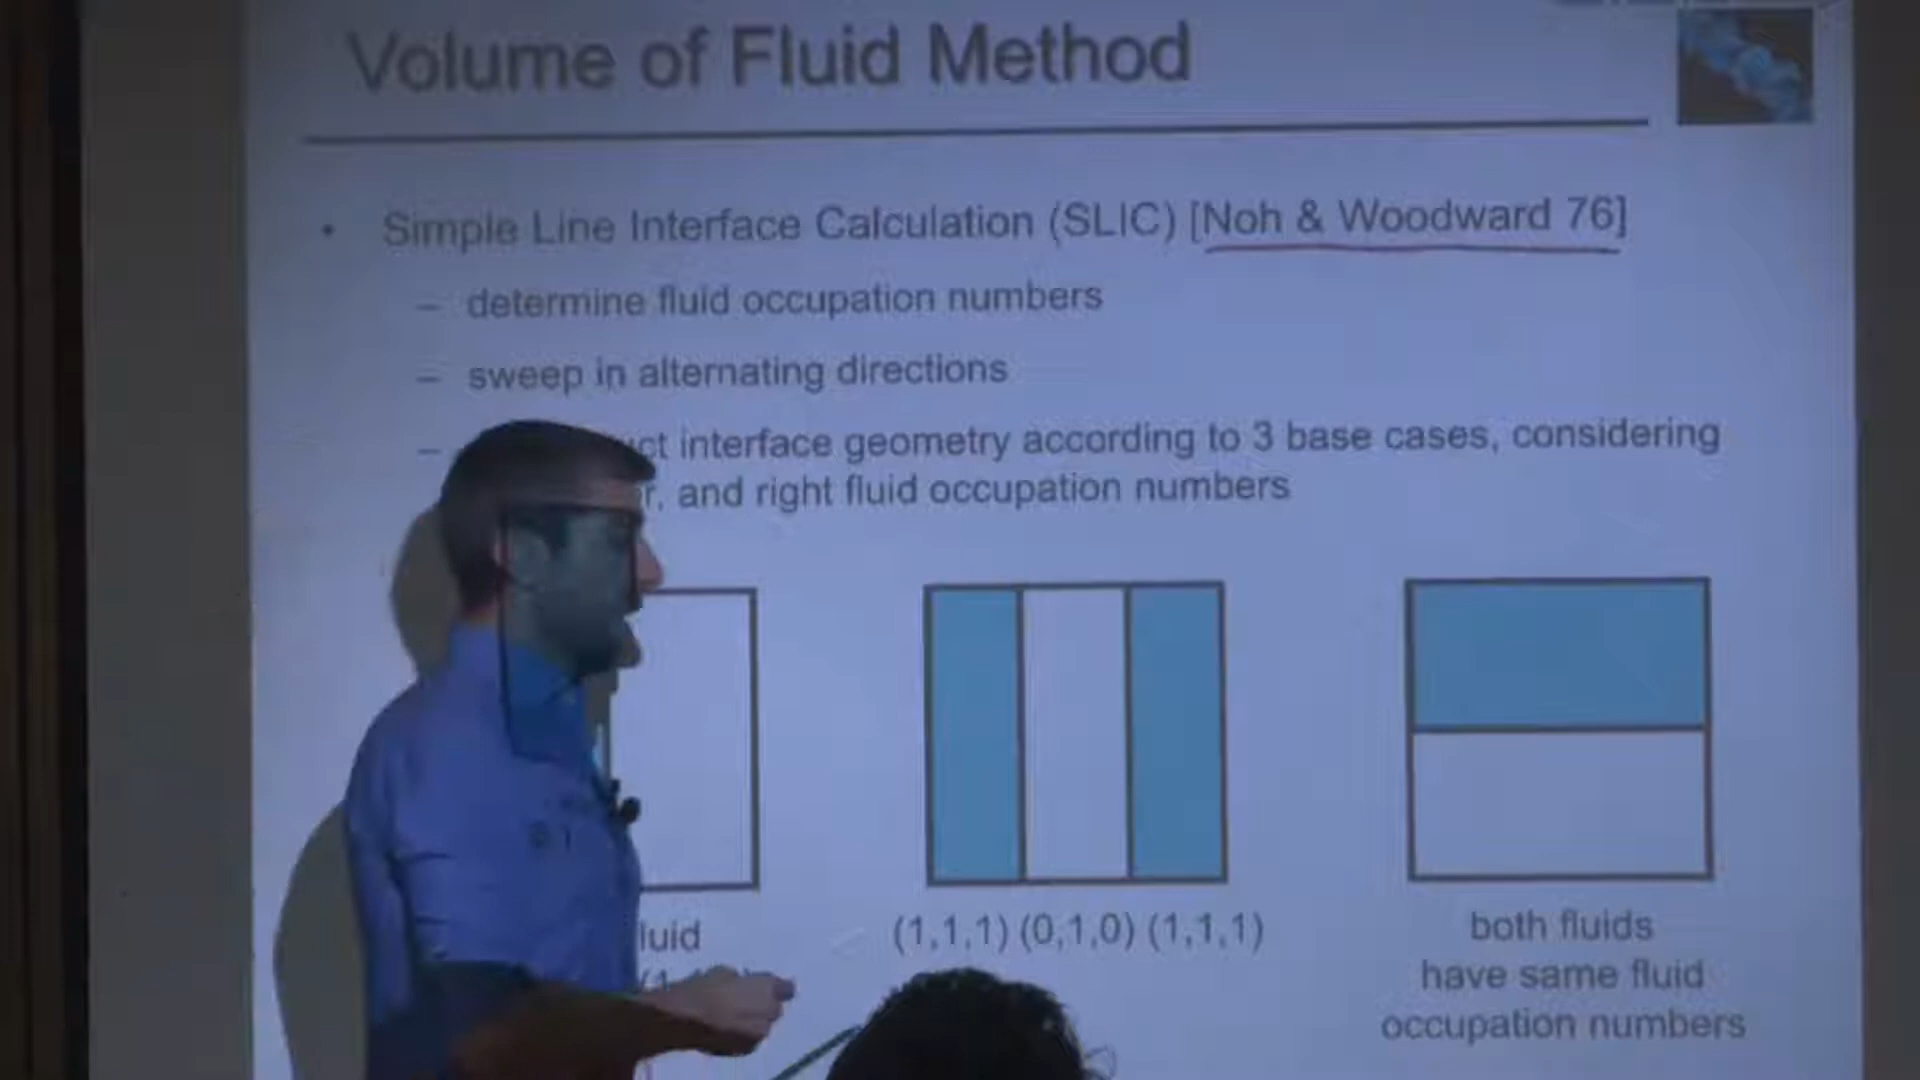 Volume of Fluid Method
• Simple Line Interface Calculation (SLIC) [Noh & Woodward 76]
– determine fluid occupation numbers
– sweep in alternating directions
– interface geometry according to 3 base cases, considering
and right fluid occupation numbers
(1,1,1) (0,1,0) (1,1,1)
both fluids
have same fluid
occupation numbers